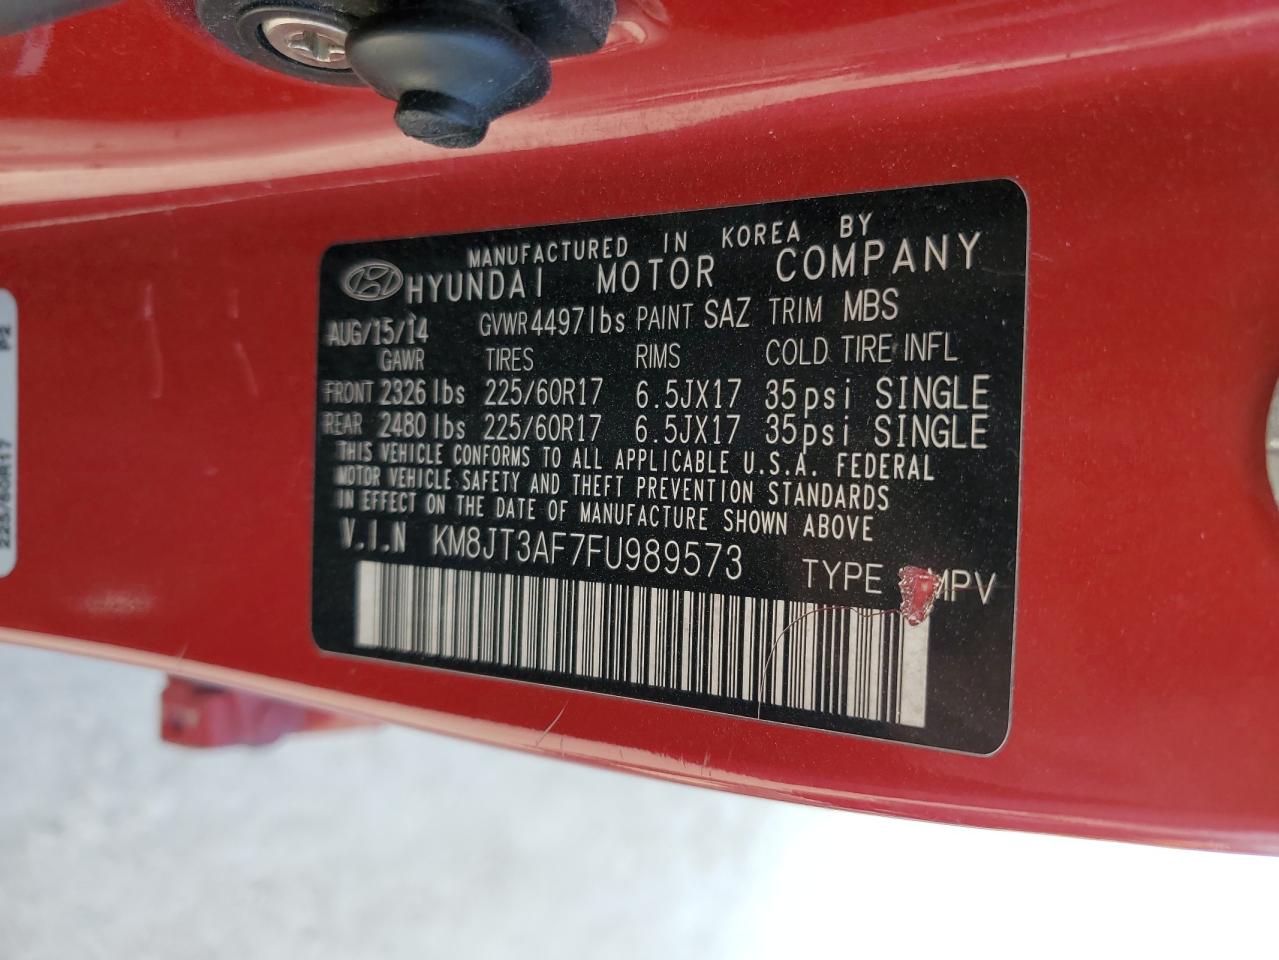 MANUFACTURED IN KOREA BY
HYUNDAI MOTOR COMPANY
AUG/15/14 GVWR 4497lbs PAINT SAZ TRIM MBS
GAWR TIRES RIMS COLD TIRE INFL
FRONT 2326 lbs 225/60R17 6.5JX17 35psi SINGLE
REAR 2480 lbs 225/60R17 6.5JX17 35psi SINGLE
THIS VEHICLE CONFORMS TO ALL APPLICABLE U.S.A. FEDERAL
MOTOR VEHICLE SAFETY AND THEFT PREVENTION STANDARDS
IN EFFECT ON THE DATE OF MANUFACTURE SHOWN ABOVE
V.I.N KM8JT3AF7FU989573
TYPE MPV
225/60R17 P2